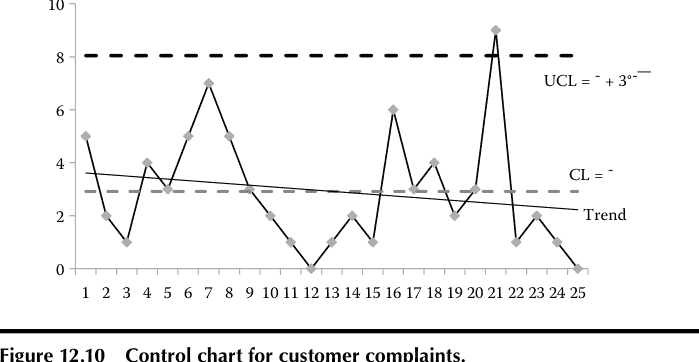 10
8
UCL = ˉ + 3
6
4
CL = ˉ
2
Trend
0
1 2 3 4 5 6 7 8 9 10 11 12 13 14 15 16 17 18 19 20 21 22 23 24 25
Figure 12.10 Control chart for customer complaints.